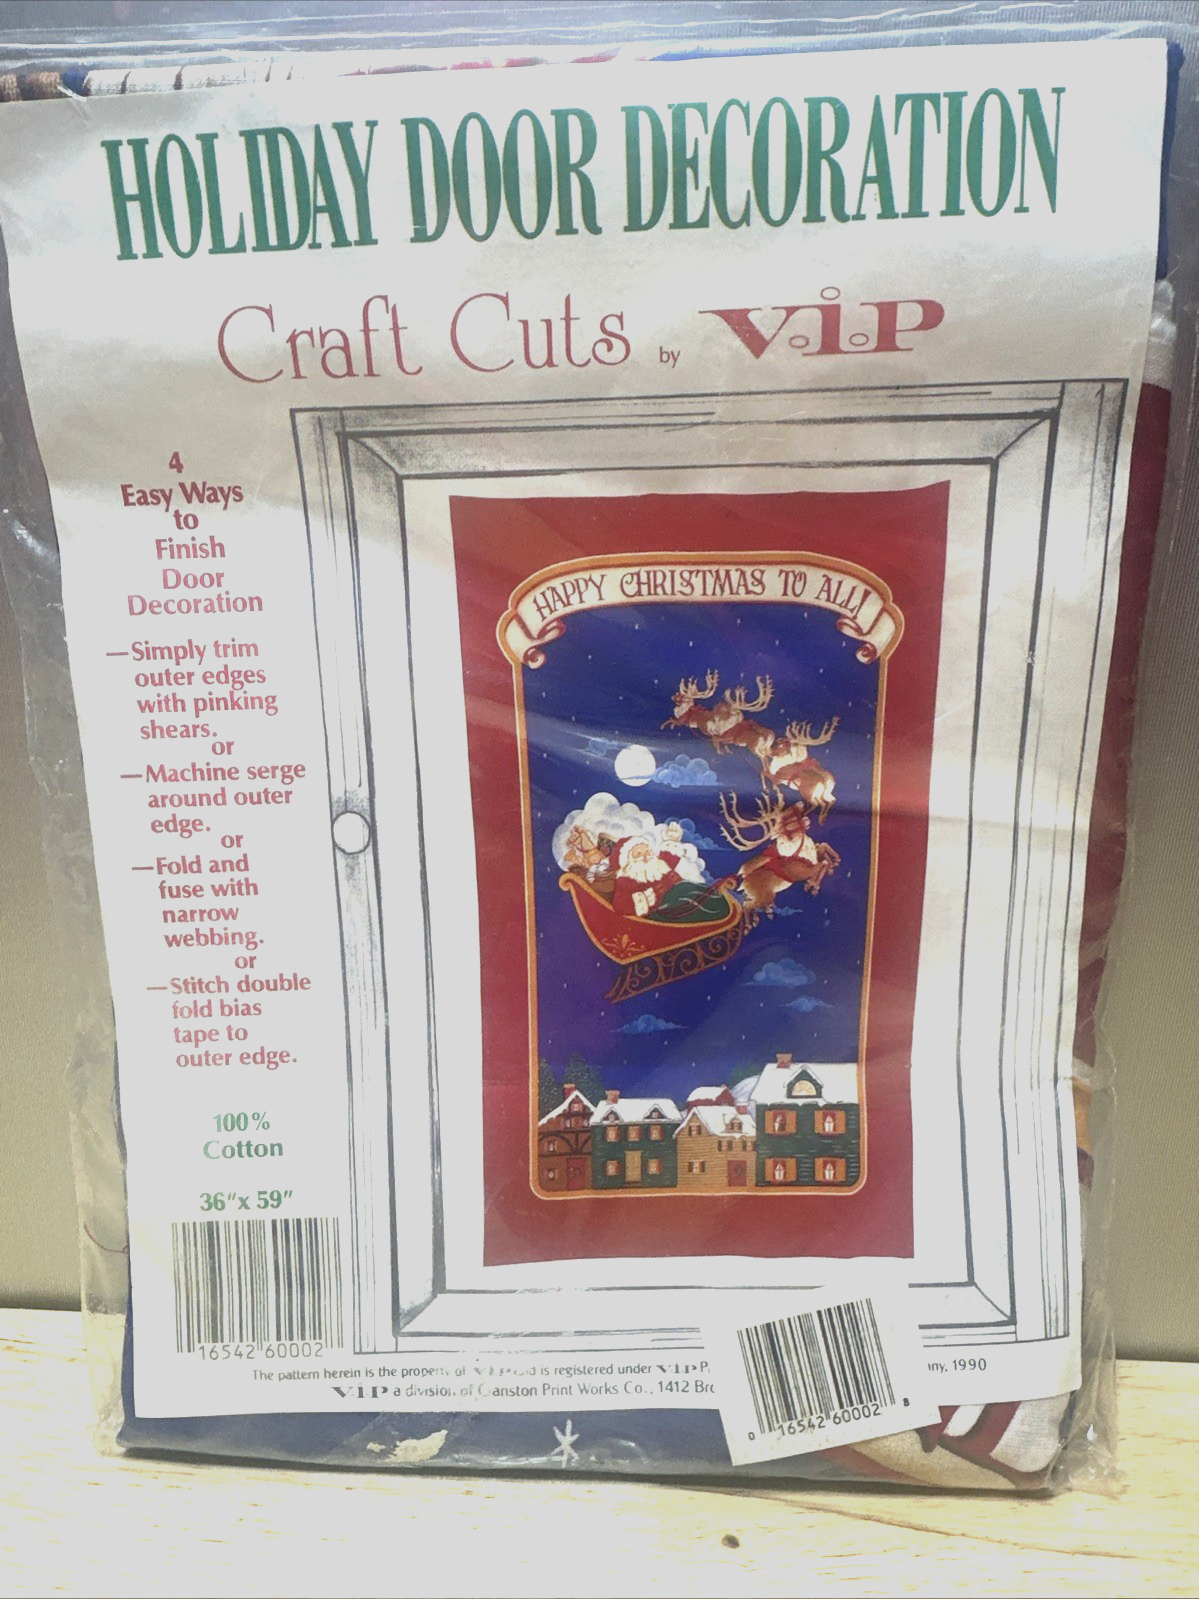 HOLIDAY DOOR DECORATION
Craft Cuts by V.I.P
4
Easy Ways
to
Finish
Door
Decoration
—Simply trim
outer edges
with pinking
shears.
or
—Machine serge
around outer
edge.
or
—Fold and
fuse with
narrow
webbing.
or
—Stitch double
fold bias
tape to
outer edge.
100%
Cotton
36"x 59"
16542 60002
HAPPY CHRISTMAS TO ALL!
The pattern herein is the property of V.I.P and is registered under V.I.P P
ny, 1990
V.I.P a division of Cranston Print Works Co., 1412
0 16542 60002 8